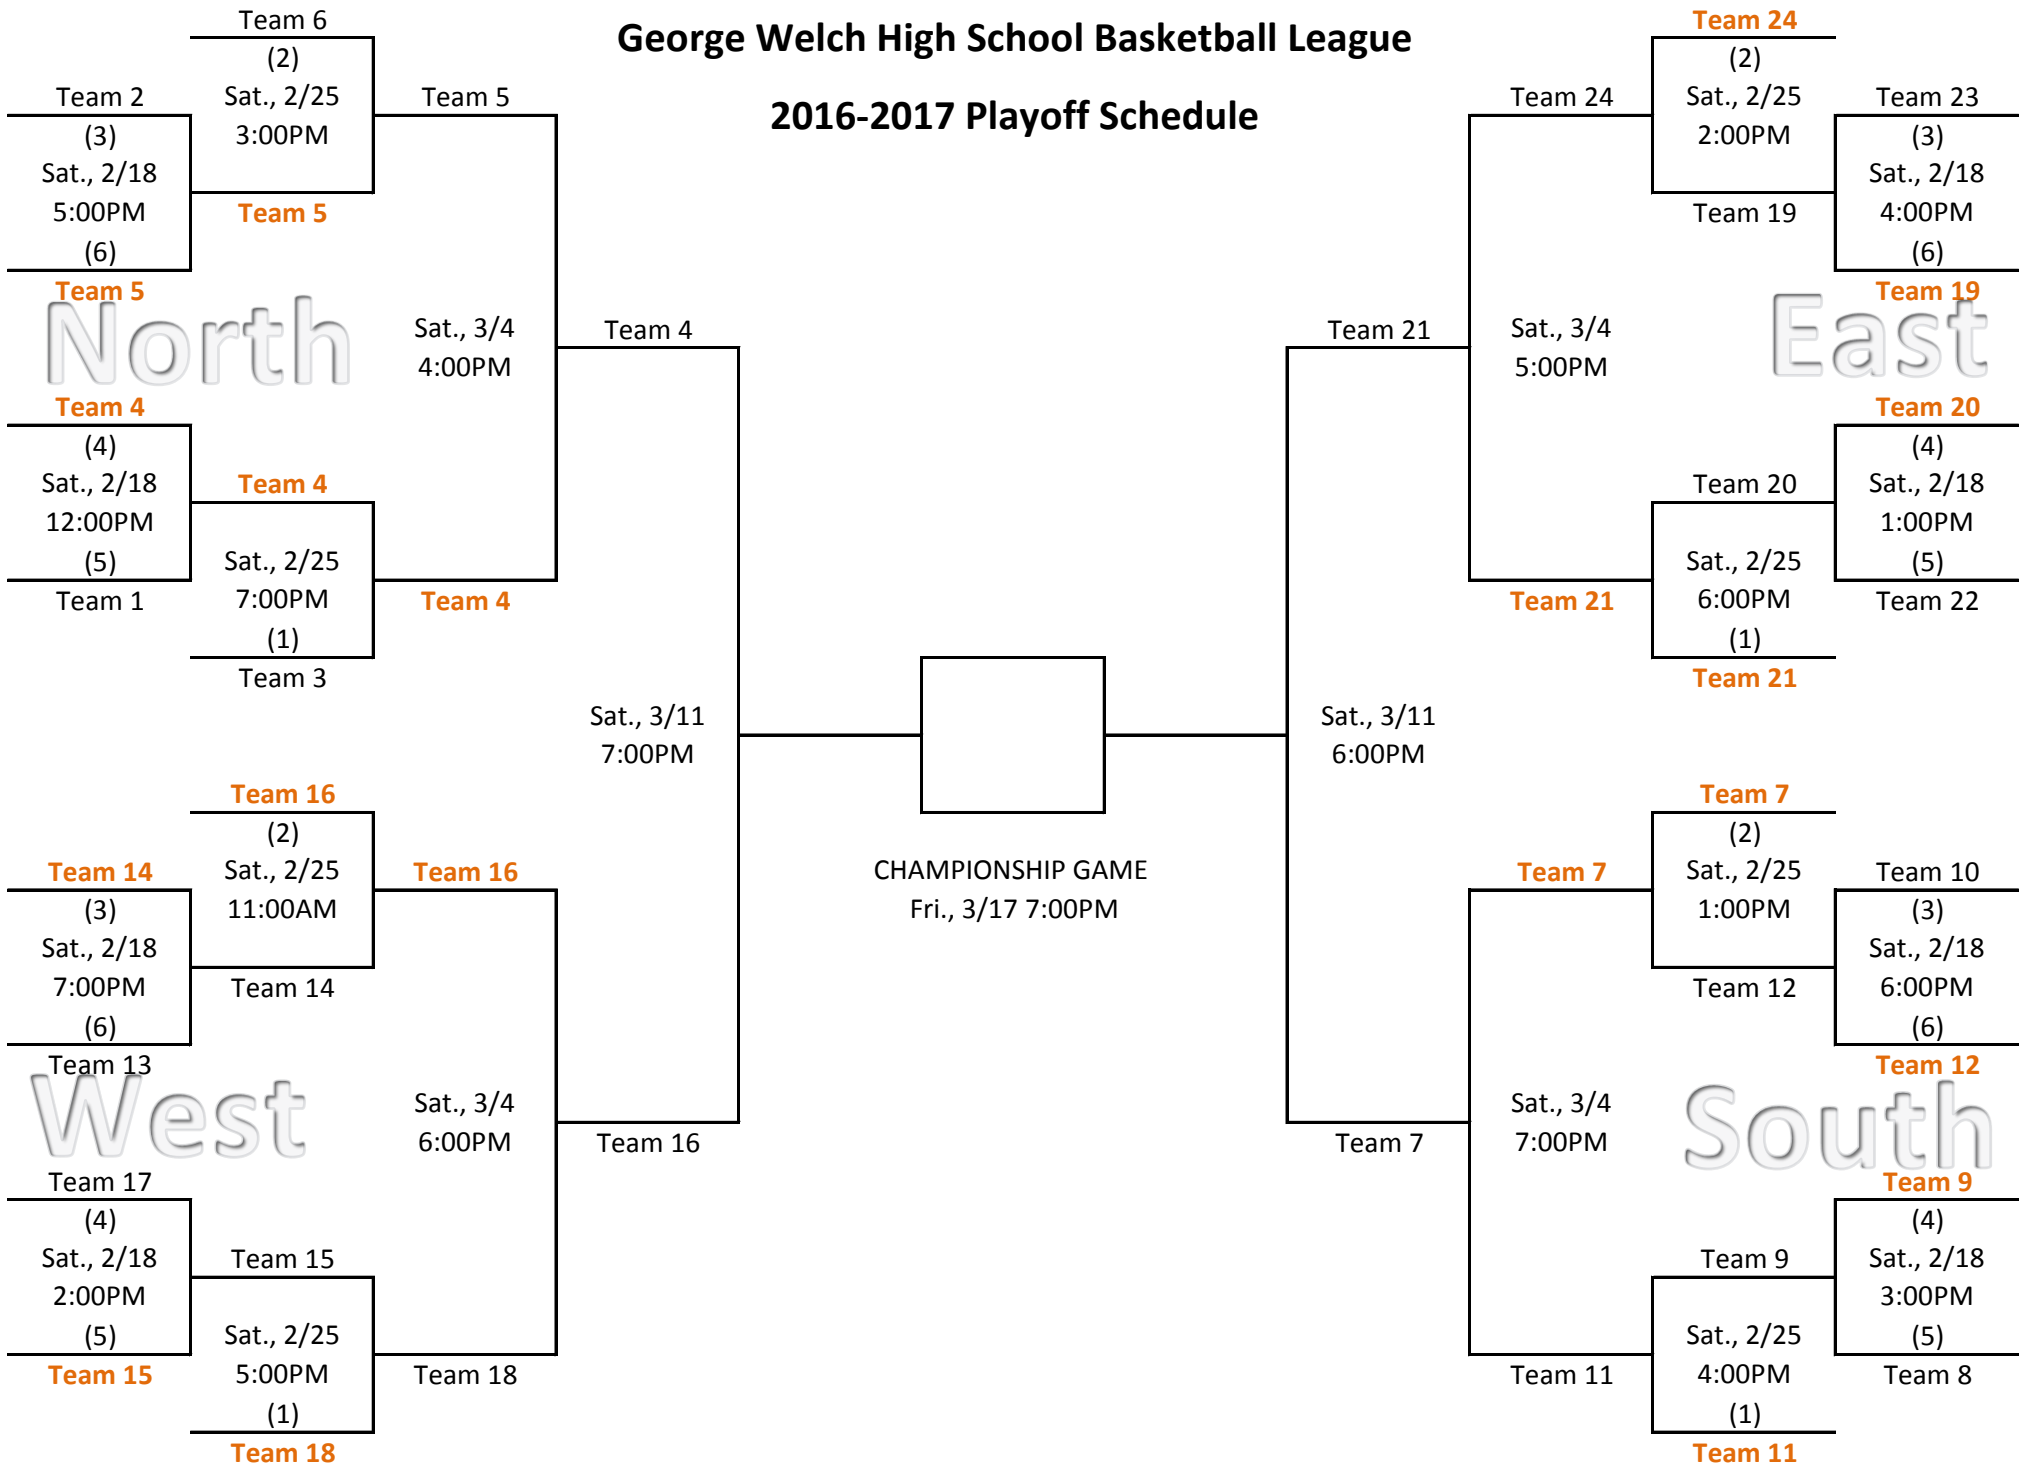 George Welch High School Basketball League
2016-2017 Playoff Schedule
Team 6
(2)
Sat., 2/25
3:00PM
Team 5
Team 2
(3)
Sat., 2/18
5:00PM
(6)
Team 5
Team 5
North
Sat., 3/4
4:00PM
Team 4
Team 4
(4)
Sat., 2/18
12:00PM
(5)
Team 1
Team 4
Sat., 2/25
7:00PM
(1)
Team 3
Team 4
Sat., 3/11
7:00PM
Team 16
(2)
Sat., 2/25
11:00AM
Team 14
Team 16
Team 14
(3)
Sat., 2/18
7:00PM
(6)
Team 13
West
Sat., 3/4
6:00PM
Team 16
Team 17
(4)
Sat., 2/18
2:00PM
(5)
Team 15
Team 15
Sat., 2/25
5:00PM
(1)
Team 18
Team 18
CHAMPIONSHIP GAME
Fri., 3/17 7:00PM
Team 24
(2)
Sat., 2/25
2:00PM
Team 19
Team 24
Team 23
(3)
Sat., 2/18
4:00PM
(6)
Team 19
East
Team 21
Sat., 3/4
5:00PM
Team 20
(4)
Sat., 2/18
1:00PM
(5)
Team 22
Team 20
Sat., 2/25
6:00PM
(1)
Team 21
Team 21
Sat., 3/11
6:00PM
Team 7
(2)
Sat., 2/25
1:00PM
Team 12
Team 7
Team 10
(3)
Sat., 2/18
6:00PM
(6)
Team 12
South
Sat., 3/4
7:00PM
Team 7
Team 9
(4)
Sat., 2/18
3:00PM
(5)
Team 8
Team 9
Sat., 2/25
4:00PM
(1)
Team 11
Team 11